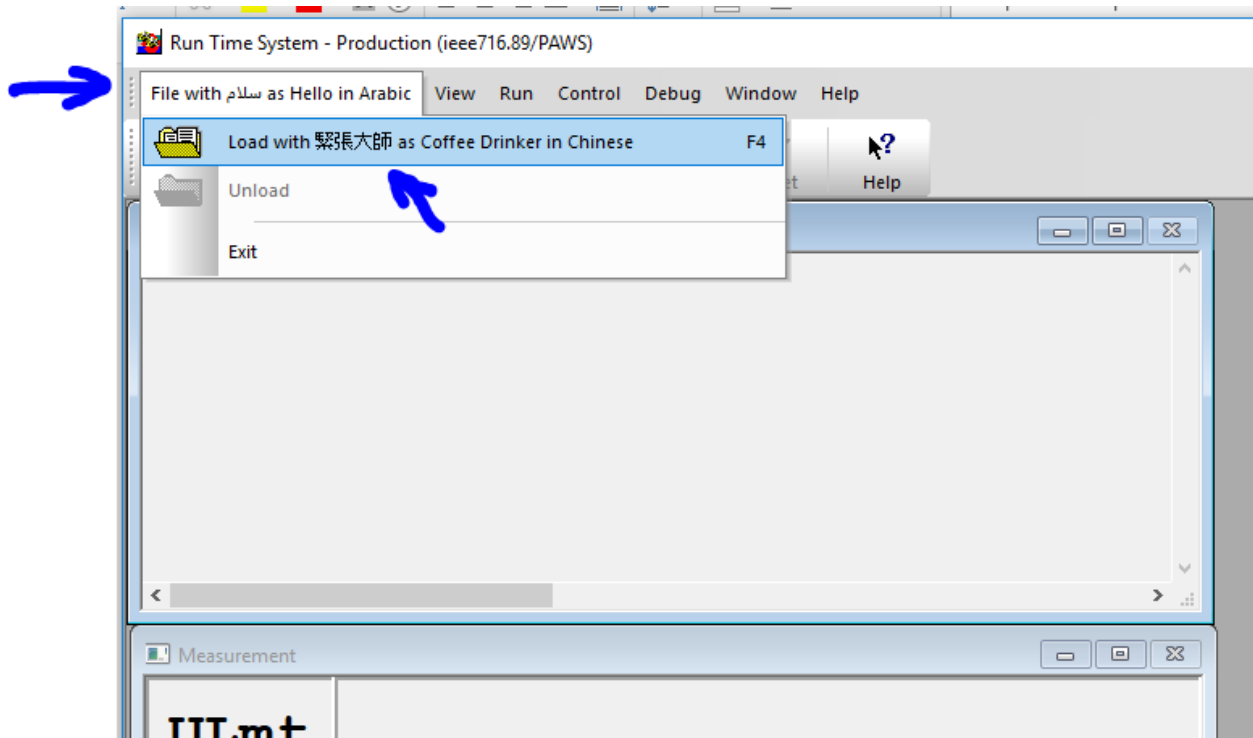 Run Time System - Production (ieee716.89/PAWS)
File with سلام as Hello in Arabic View Run Control Debug Window Help
Load with 緊張大師 as Coffee Drinker in Chinese F4
Unload
Help
Exit
Measurement